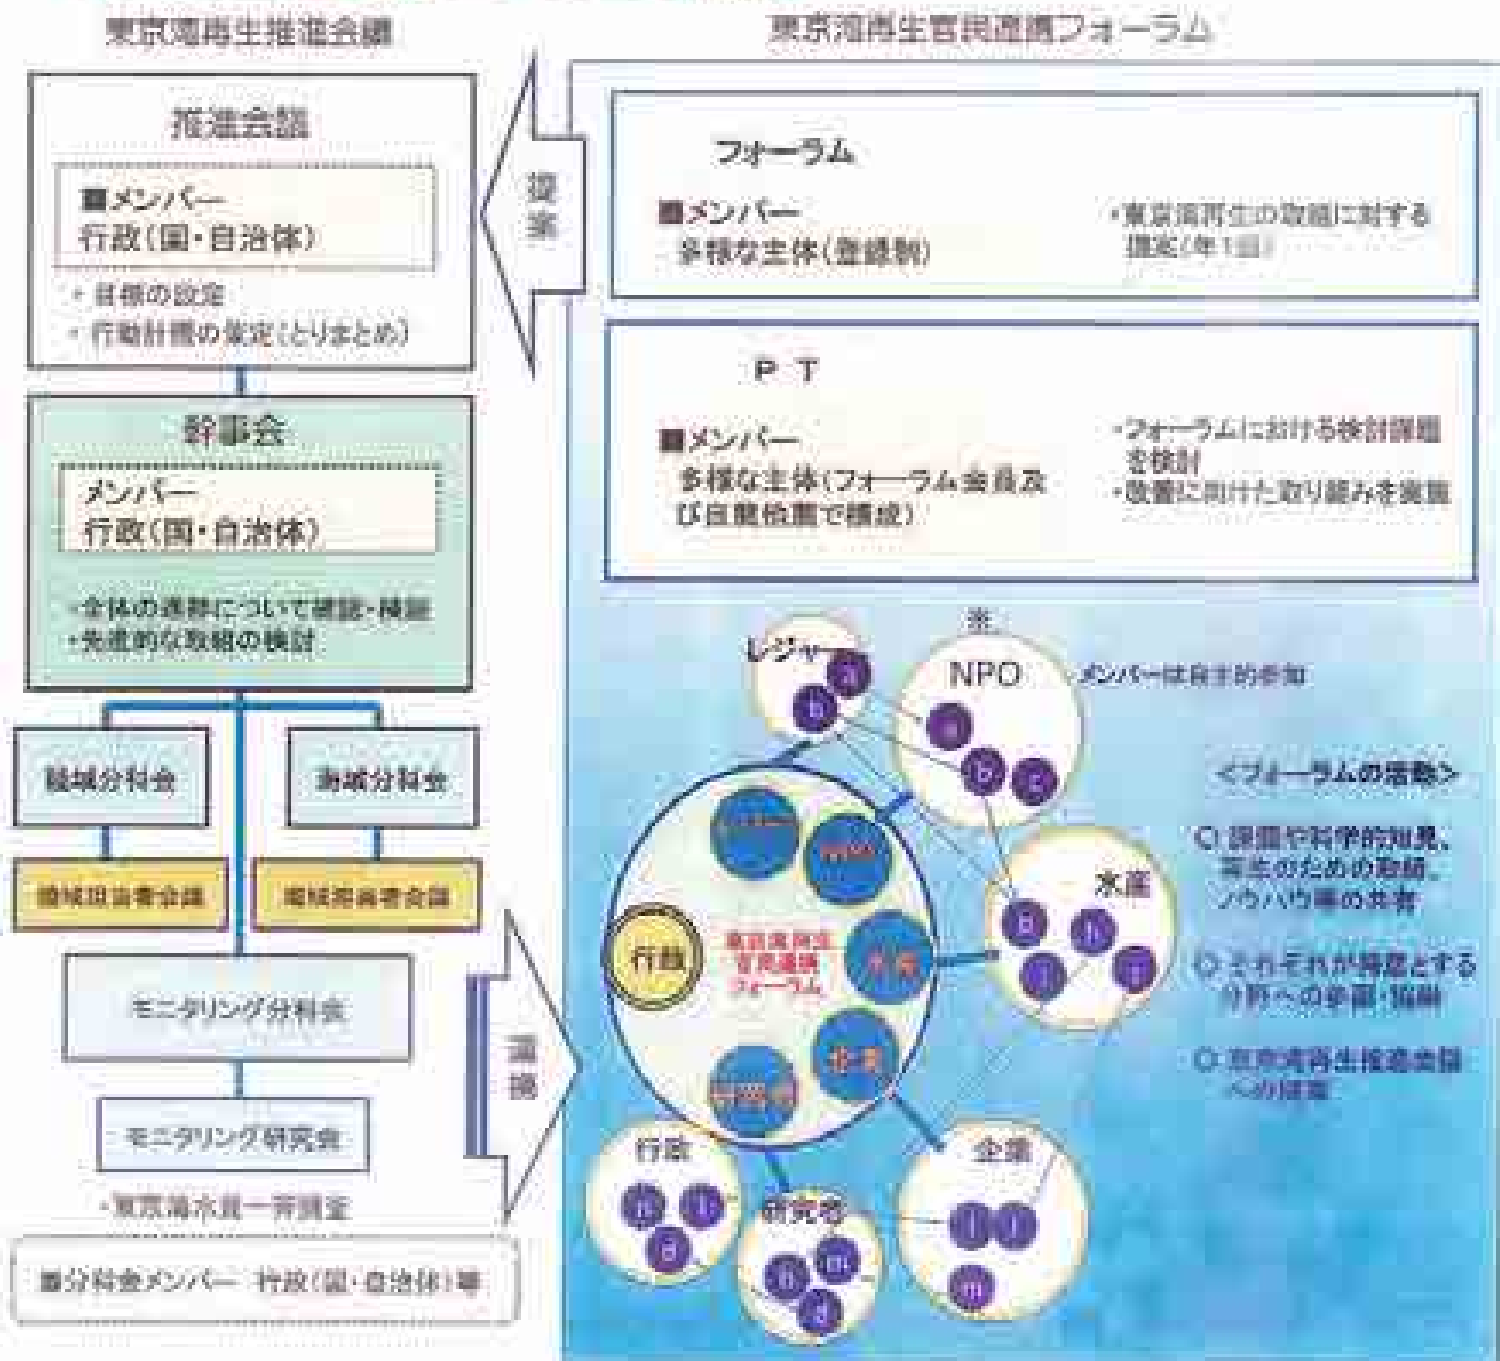 東京湾再生推進会議
推進会議
■メンバー
行政(国・自治体)
・目標の設定
・行動計画の策定(とりまとめ)
幹事会
メンバー
行政(国・自治体)
・全体の進捗について確認・検証
・先進的な取組の検討
陸域分科会
海域分科会
陸域担当者会議
海域担当者会議
モニタリング分科会
モニタリング研究会
・東京湾水質一斉調査
■分科会メンバー 行政(国・自治体)等
提案
東京湾再生官民連携フォーラム
フォーラム
■メンバー
多様な主体(登録制)
・東京湾再生の取組に対する
提案(年1回)
PT
■メンバー
多様な主体(フォーラム会員及
び自薦他薦で構成)
・フォーラムにおける検討課題
を検討
・改善に向けた取り組みを実施
レジャー
a
※
NPO
メンバーは自主的参加
a
b
c
水産
h
i
行政
東京湾再生
官民連携
フォーラム
NPO
水産
企業
研究者
行政
a
研究者
m
d
企業
m
<フォーラムの活動>
○ 課題や科学的知見、
再生のための取組、
ノウハウ等の共有
○ それぞれが得意とする
分野への参画・協働
○ 東京湾再生推進会議
への提案